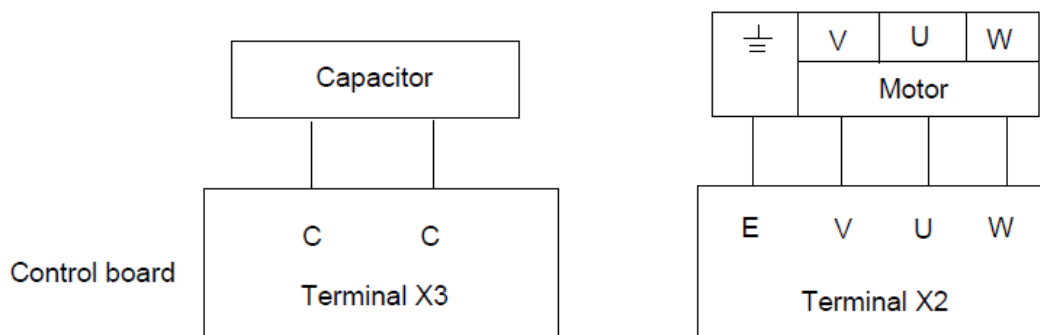 Capacitor
V U W
Motor
C C
E V U W
Control board
Terminal X3
Terminal X2